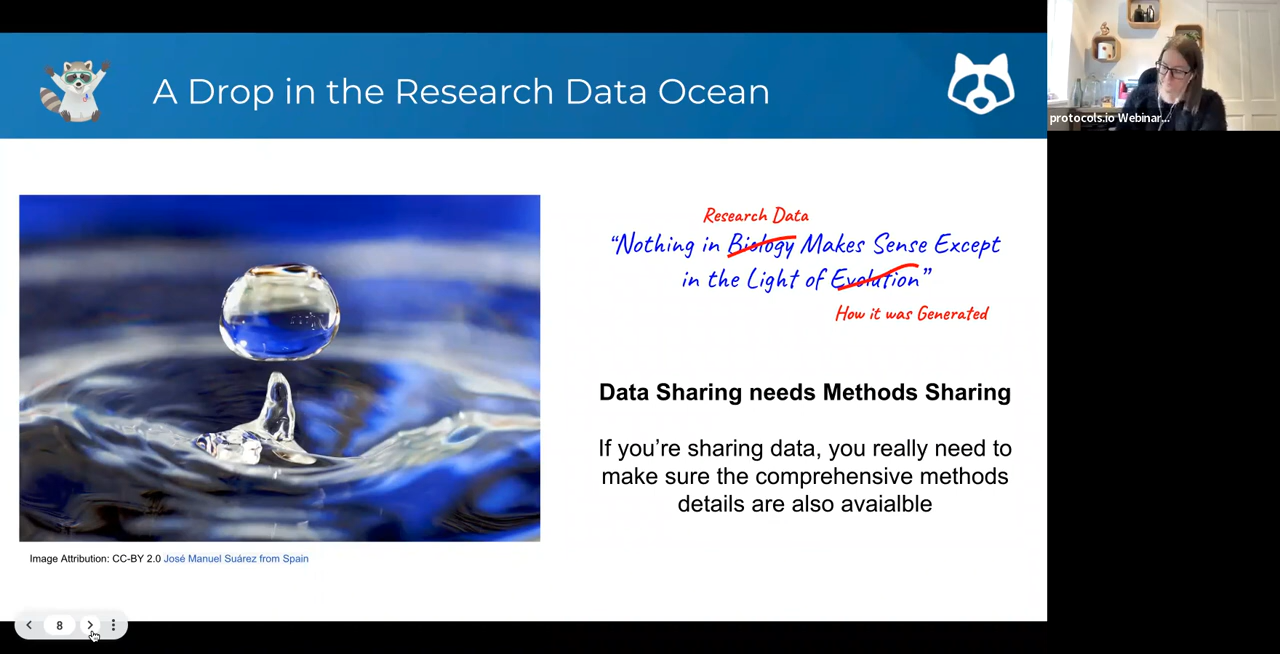 A Drop in the Research Data Ocean
protocols.io Webinar...
Research Data
“Nothing in Biology Makes Sense Except
in the Light of Evolution”
How it was Generated
Data Sharing needs Methods Sharing
If you’re sharing data, you really need to
make sure the comprehensive methods
details are also avaialble
Image Attribution: CC-BY 2.0 José Manuel Suárez from Spain
8